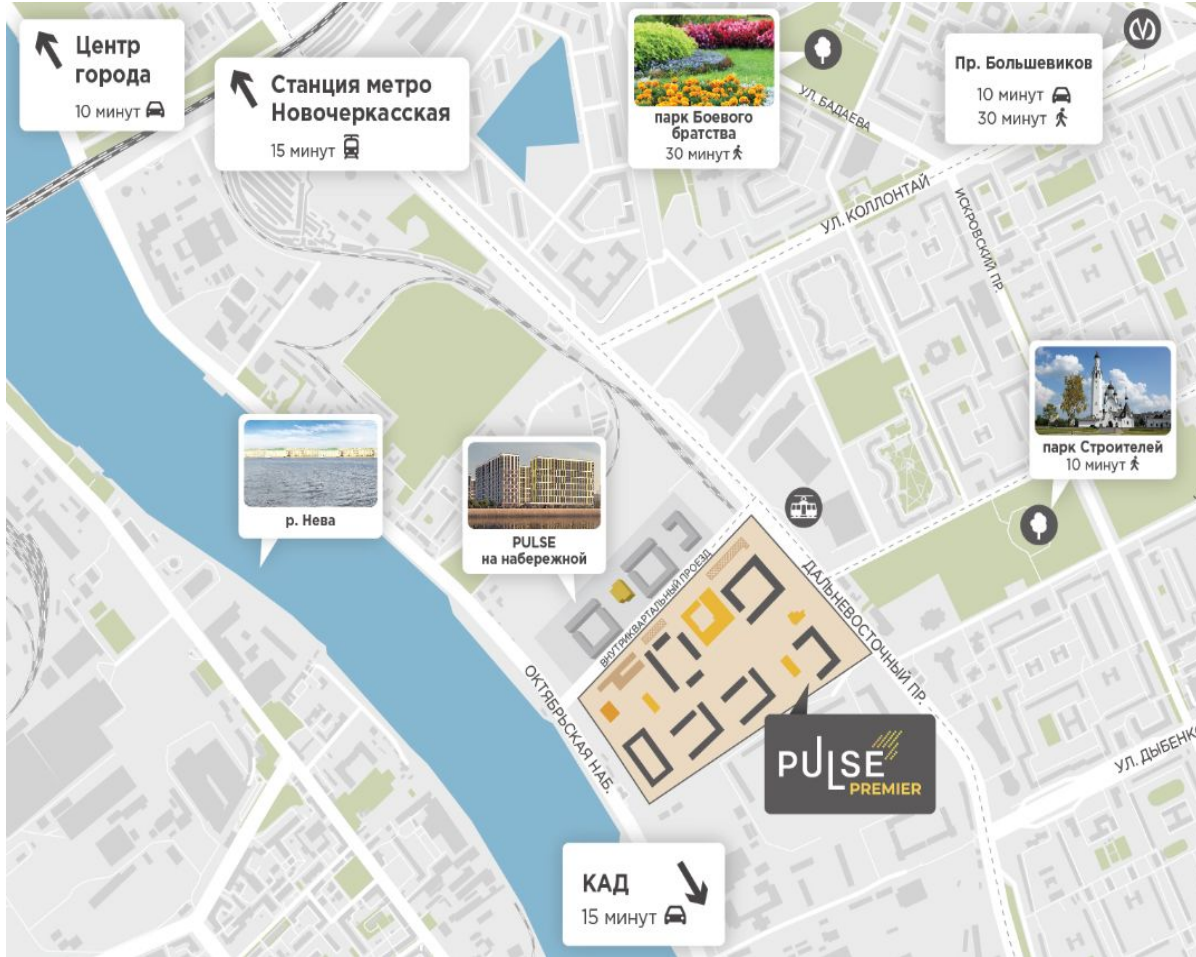 Центр
города
10 минут
Станция метро
Новочеркасская
15 минут
парк Боевого
братства
30 минут
УЛ. БАДАЕВА
Пр. Большевиков
10 минут
30 минут
УЛ. КОЛЛОНТАЙ
ИСКРОВСКИЙ ПР.
парк Строителей
10 минут
р. Нева
PULSE
на набережной
ВНУТРИКВАРТАЛЬНЫЙ ПРОЕЗД
ДАЛЬНЕВОСТОЧНЫЙ ПР.
ОКТЯБРЬСКАЯ НАБ.
PULSE
PREMIER
УЛ. ДЫБЕНКО
КАД
15 минут